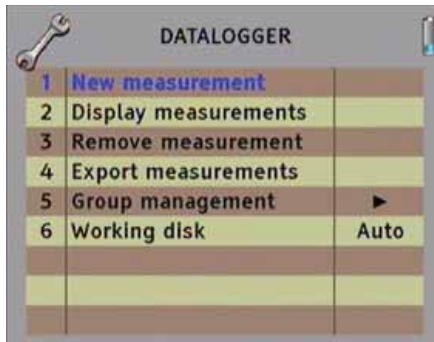 DATALOGGER
1 New measurement
2 Display measurements
3 Remove measurement
4 Export measurements
5 Group management ►
6 Working disk Auto